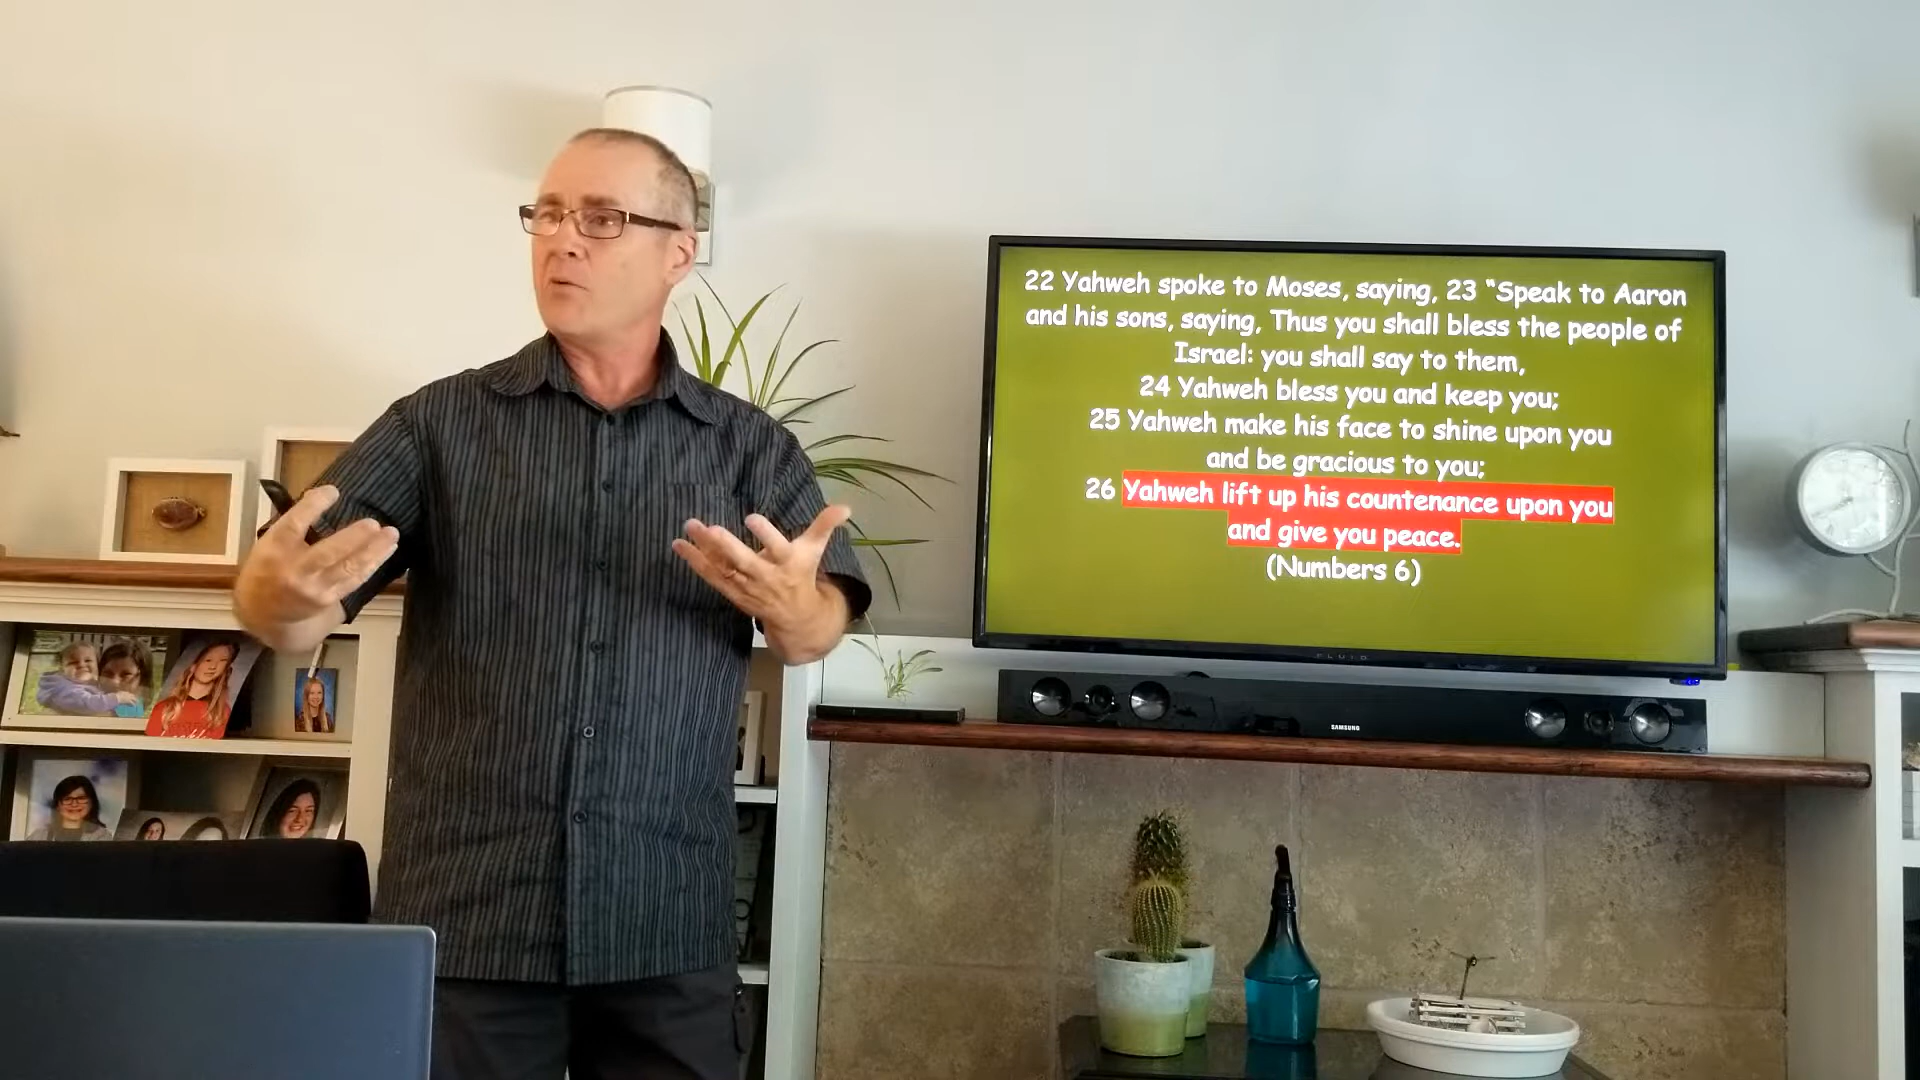 22 Yahweh spoke to Moses, saying, 23 “Speak to Aaron
and his sons, saying, Thus you shall bless the people of
Israel: you shall say to them,
24 Yahweh bless you and keep you;
25 Yahweh make his face to shine upon you
and be gracious to you;
26 Yahweh lift up his countenance upon you
and give you peace.
(Numbers 6)
FLUID
SAMSUNG